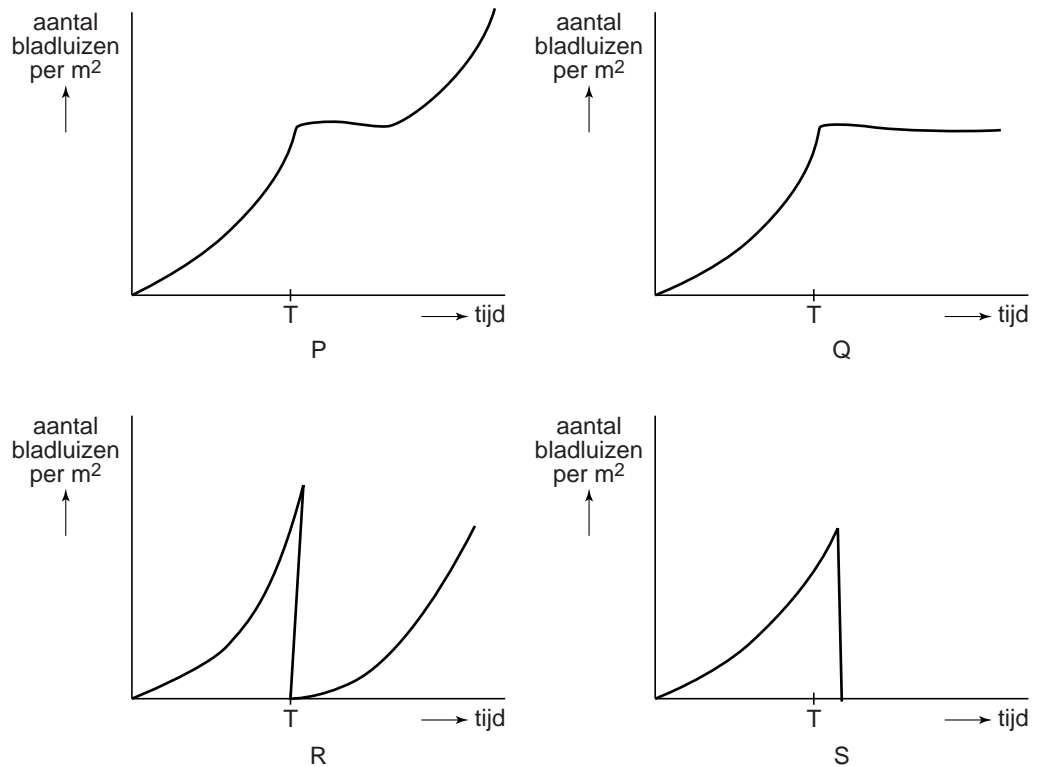 aantal
bladluizen
per m2
T
tijd
P
aantal
bladluizen
per m2
T
tijd
Q
aantal
bladluizen
per m2
T
tijd
R
aantal
bladluizen
per m2
T
tijd
S